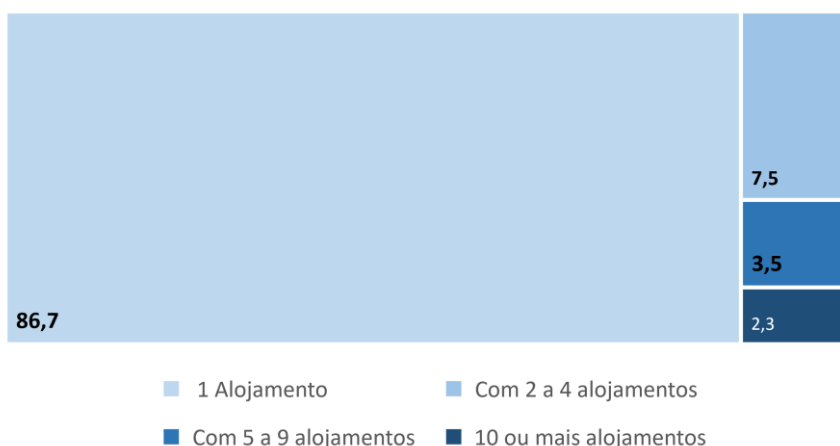 7,5
3,5
86,7
2,3
1 Alojamento
Com 2 a 4 alojamentos
Com 5 a 9 alojamentos
10 ou mais alojamentos